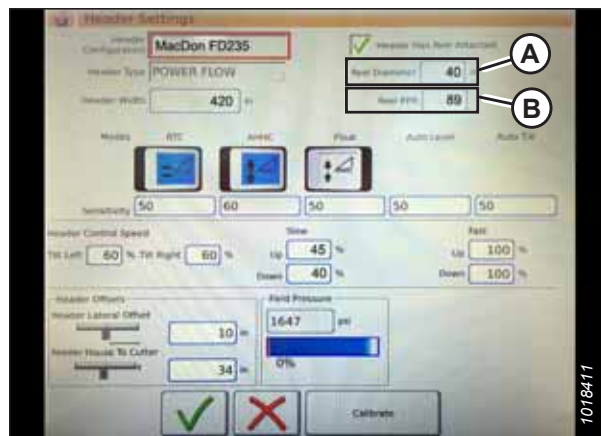 Header Settings
Header Configuration MacDon FD235 Header Has Reel Attached
A
Header Type POWER FLOW Reel Diameter 40 in
Header Width 420 in Reel PPR 89
B
Modes RTC AHHC Float Auto Level Auto Tilt
Sensitivity 50 60 50 50 50
Header Control Speed Slow Fast
Tilt Left 60 % Tilt Right 60 % Up 45 % Up 100 %
Down 40 % Down 100 %
Header Offsets Field Pressure
Header Lateral Offset 1647 psi
10 in
Feeder House To Cutter 0%
34 in
Calibrate
1018411